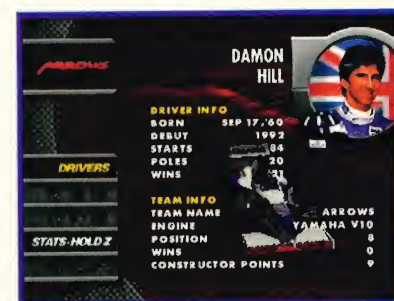 ARROWS
DAMON
HILL
DRIVER INFO
BORN SEP 17,'60
DEBUT 1992
STARTS 84
POLES 20
WINS 21
DRIVERS
TEAM INFO
TEAM NAME ARROWS
ENGINE YAMAHA V10
POSITION 8
STATS-HOLD Z
WINS 0
CONSTRUCTOR POINTS 9